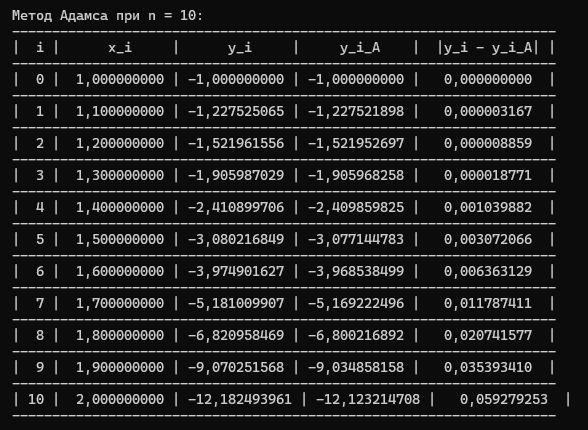 Метод Адамса при n = 10:
| i | x_i | y_i | y_i_A | |y_i - y_i_A| |
| 0 | 1,000000000 | -1,000000000 | -1,000000000 | 0,000000000 |
| 1 | 1,100000000 | -1,227525065 | -1,227521898 | 0,000003167 |
| 2 | 1,200000000 | -1,521961556 | -1,521952697 | 0,000008859 |
| 3 | 1,300000000 | -1,905987029 | -1,905968258 | 0,000018771 |
| 4 | 1,400000000 | -2,410899706 | -2,409859825 | 0,001039882 |
| 5 | 1,500000000 | -3,080216849 | -3,077144783 | 0,003072066 |
| 6 | 1,600000000 | -3,974901627 | -3,968538499 | 0,006363129 |
| 7 | 1,700000000 | -5,181009907 | -5,169222496 | 0,011787411 |
| 8 | 1,800000000 | -6,820958469 | -6,800216892 | 0,020741577 |
| 9 | 1,900000000 | -9,070251568 | -9,034858158 | 0,035393410 |
| 10 | 2,000000000 | -12,182493961 | -12,123214708 | 0,059279253 |